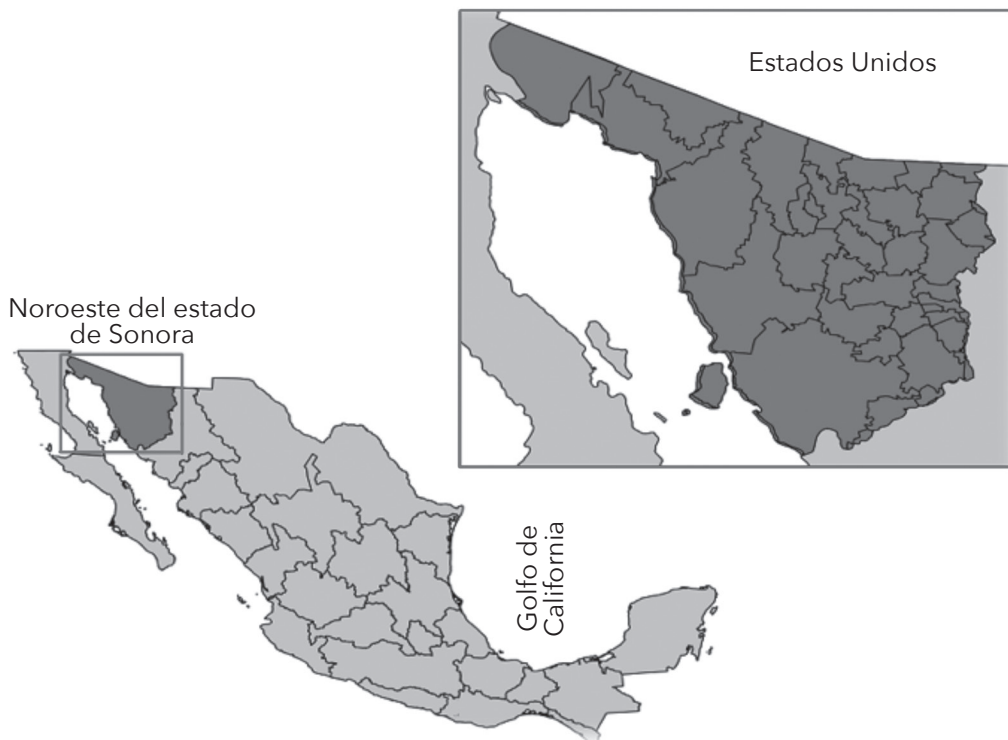 Estados Unidos
Noroeste del estado
de Sonora
Golfo de
California